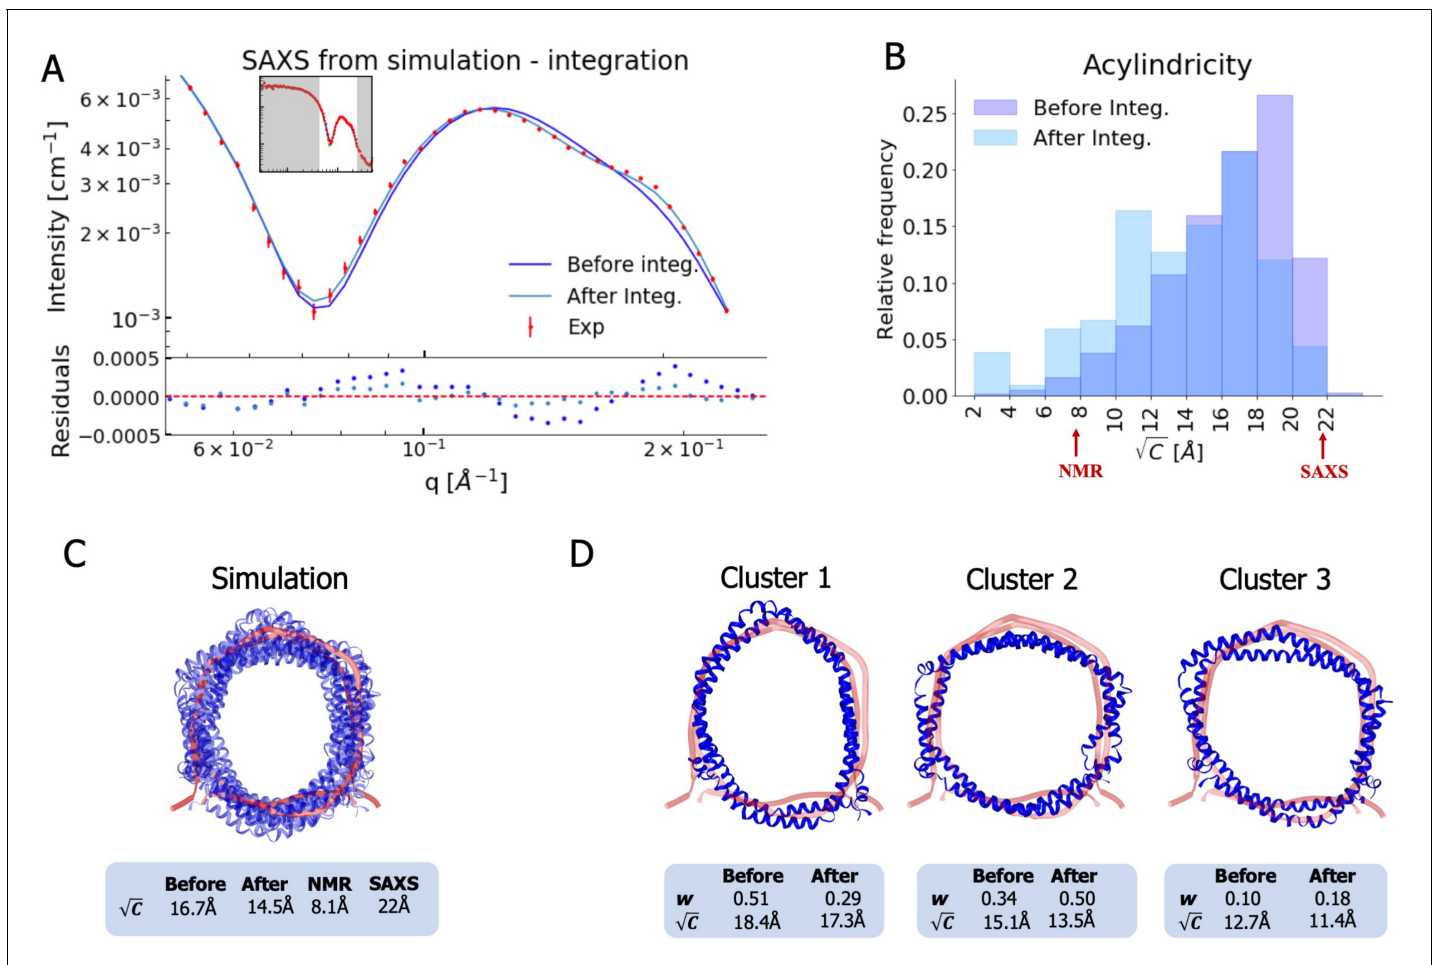 A
SAXS from simulation - integration
Intensity [cm⁻¹]
6 × 10⁻³
4 × 10⁻³
3 × 10⁻³
2 × 10⁻³
10⁻³
Before integ.
After Integ.
Exp
Residuals
0.0005
0.0000
−0.0005
6 × 10⁻²
10⁻¹
2 × 10⁻¹
q [Å⁻¹]
B
Acylindricity
Relative frequency
0.25
0.20
0.15
0.10
0.05
0.00
Before Integ.
After Integ.
2 4 6 8 10 12 14 16 18 20 22
√C [Å]
NMR
SAXS
C
Simulation
Before After NMR SAXS
√C 16.7Å 14.5Å 8.1Å 22Å
D
Cluster 1
Before After
w 0.51 0.29
√C 18.4Å 17.3Å
Cluster 2
Before After
w 0.34 0.50
√C 15.1Å 13.5Å
Cluster 3
Before After
w 0.10 0.18
√C 12.7Å 11.4Å